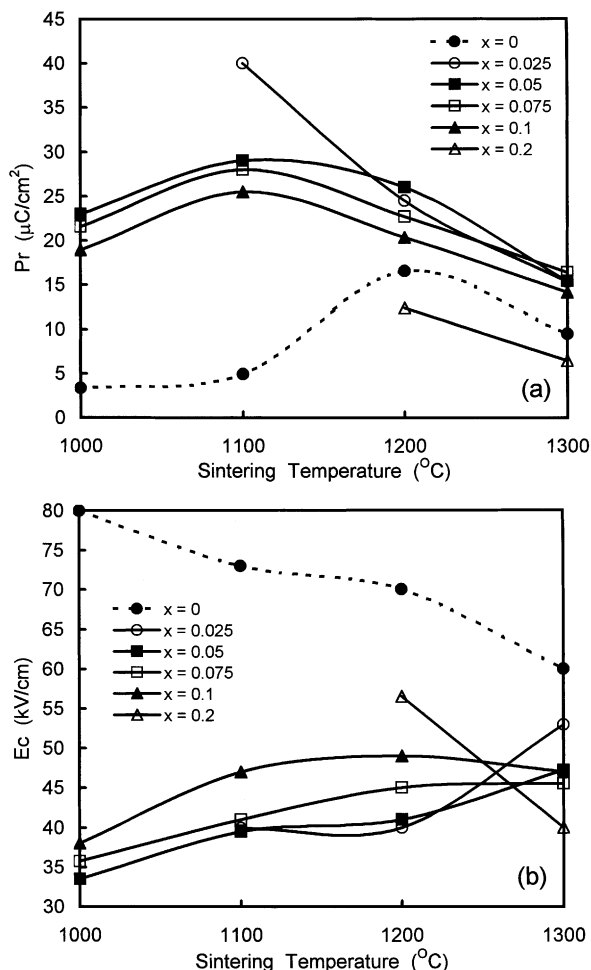 45
40
35
30
25
20
15
10
5
0
Pr (μC/cm²)
x = 0
x = 0.025
x = 0.05
x = 0.075
x = 0.1
x = 0.2
(a)
1000 1100 1200 1300
Sintering Temperature (°C)
80
75
70
65
60
55
50
45
40
35
30
Ec (kV/cm)
x = 0
x = 0.025
x = 0.05
x = 0.075
x = 0.1
x = 0.2
(b)
1000 1100 1200 1300
Sintering Temperature (°C)